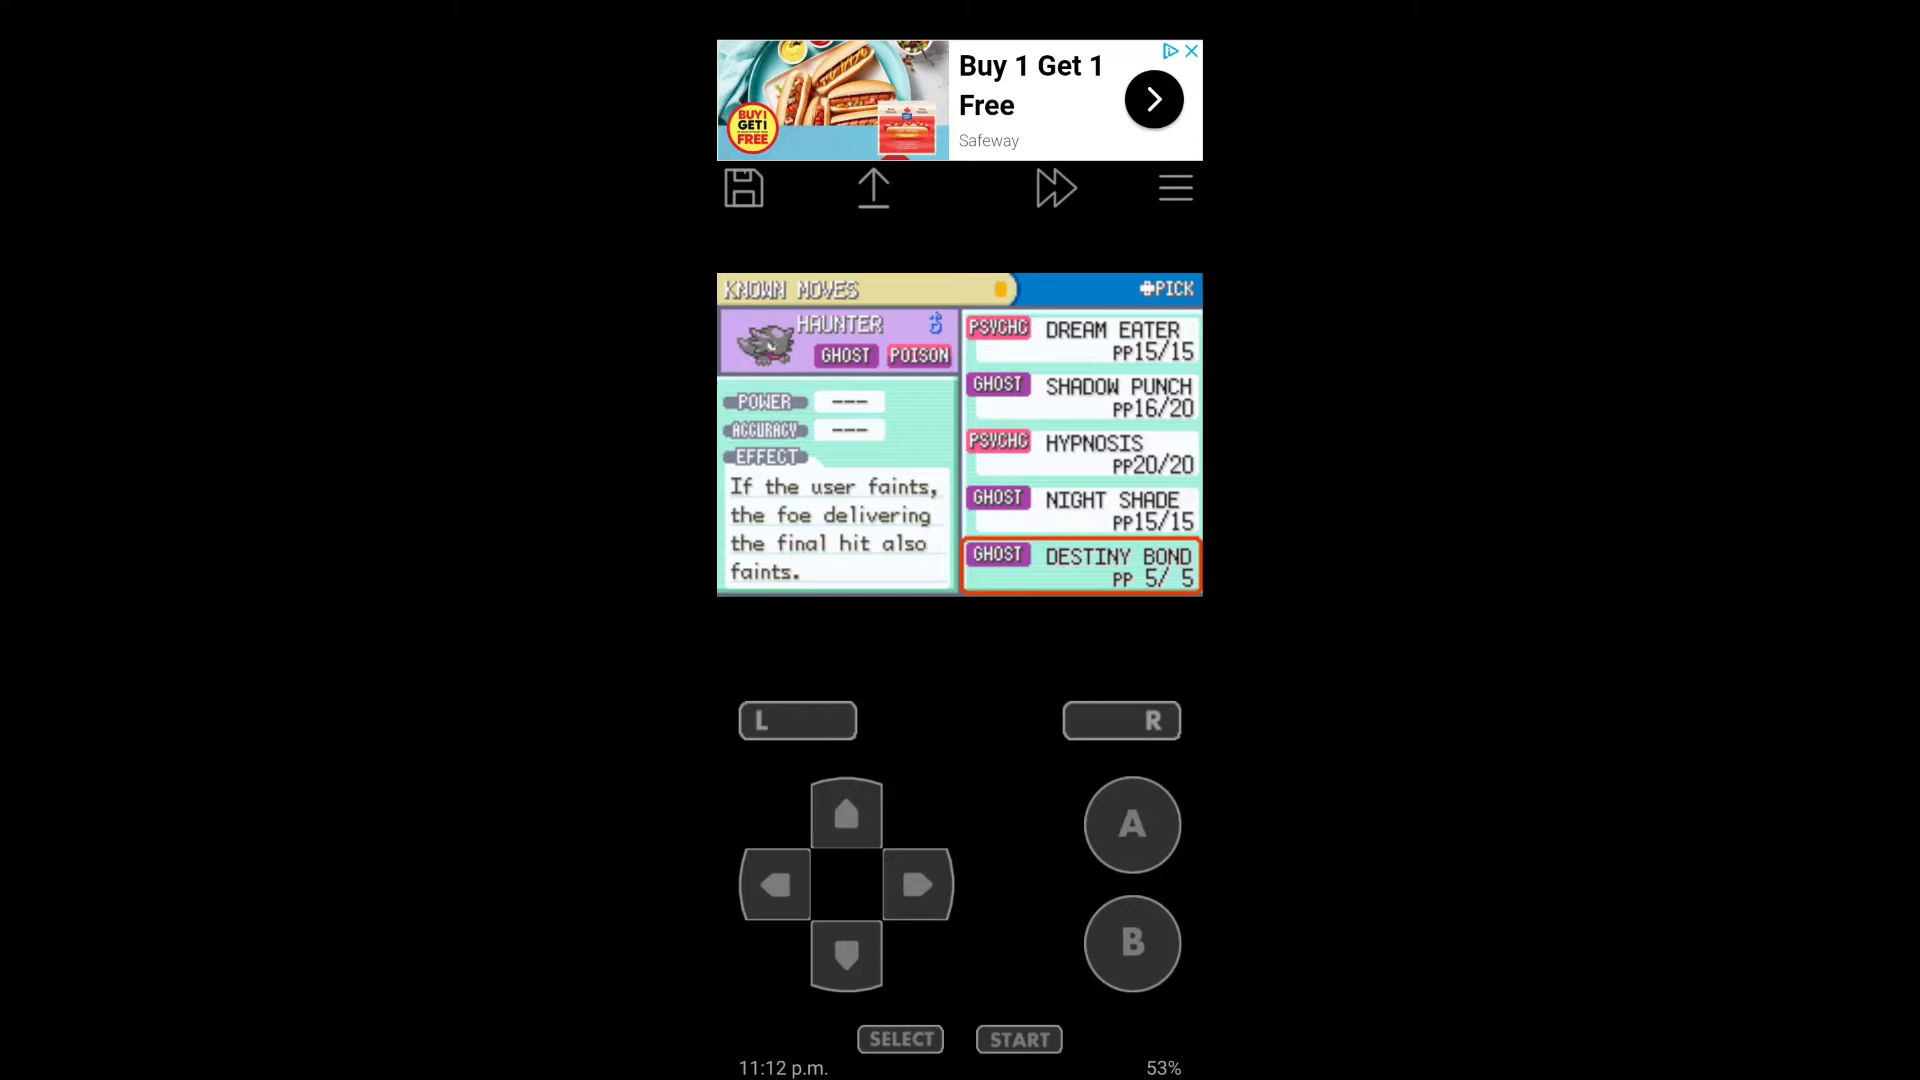 Buy 1 Get 1
Free
Safeway
BUY 1
GET 1
FREE
KNOWN MOVES
PICK
HAUNTER
GHOST POISON
POWER ---
ACCURACY ---
EFFECT
If the user faints,
the foe delivering
the final hit also
faints.
PSYCHC DREAM EATER
PP15/15
GHOST SHADOW PUNCH
PP16/20
PSYCHC HYPNOSIS
PP20/20
GHOST NIGHT SHADE
PP15/15
GHOST DESTINY BOND
PP 5/ 5
L
R
A
B
SELECT
START
11:12 p.m.
53%